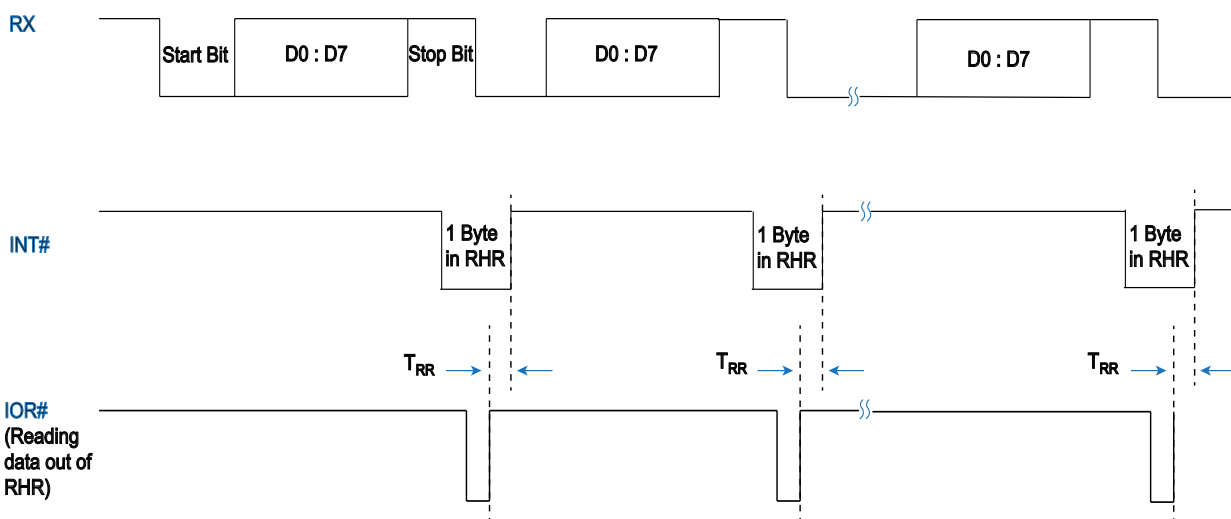 RX
Start Bit
D0 : D7
Stop Bit
D0 : D7
D0 : D7
INT#
1 Byte
in RHR
1 Byte
in RHR
1 Byte
in RHR
TRR
TRR
TRR
IOR#
(Reading
data out of
RHR)